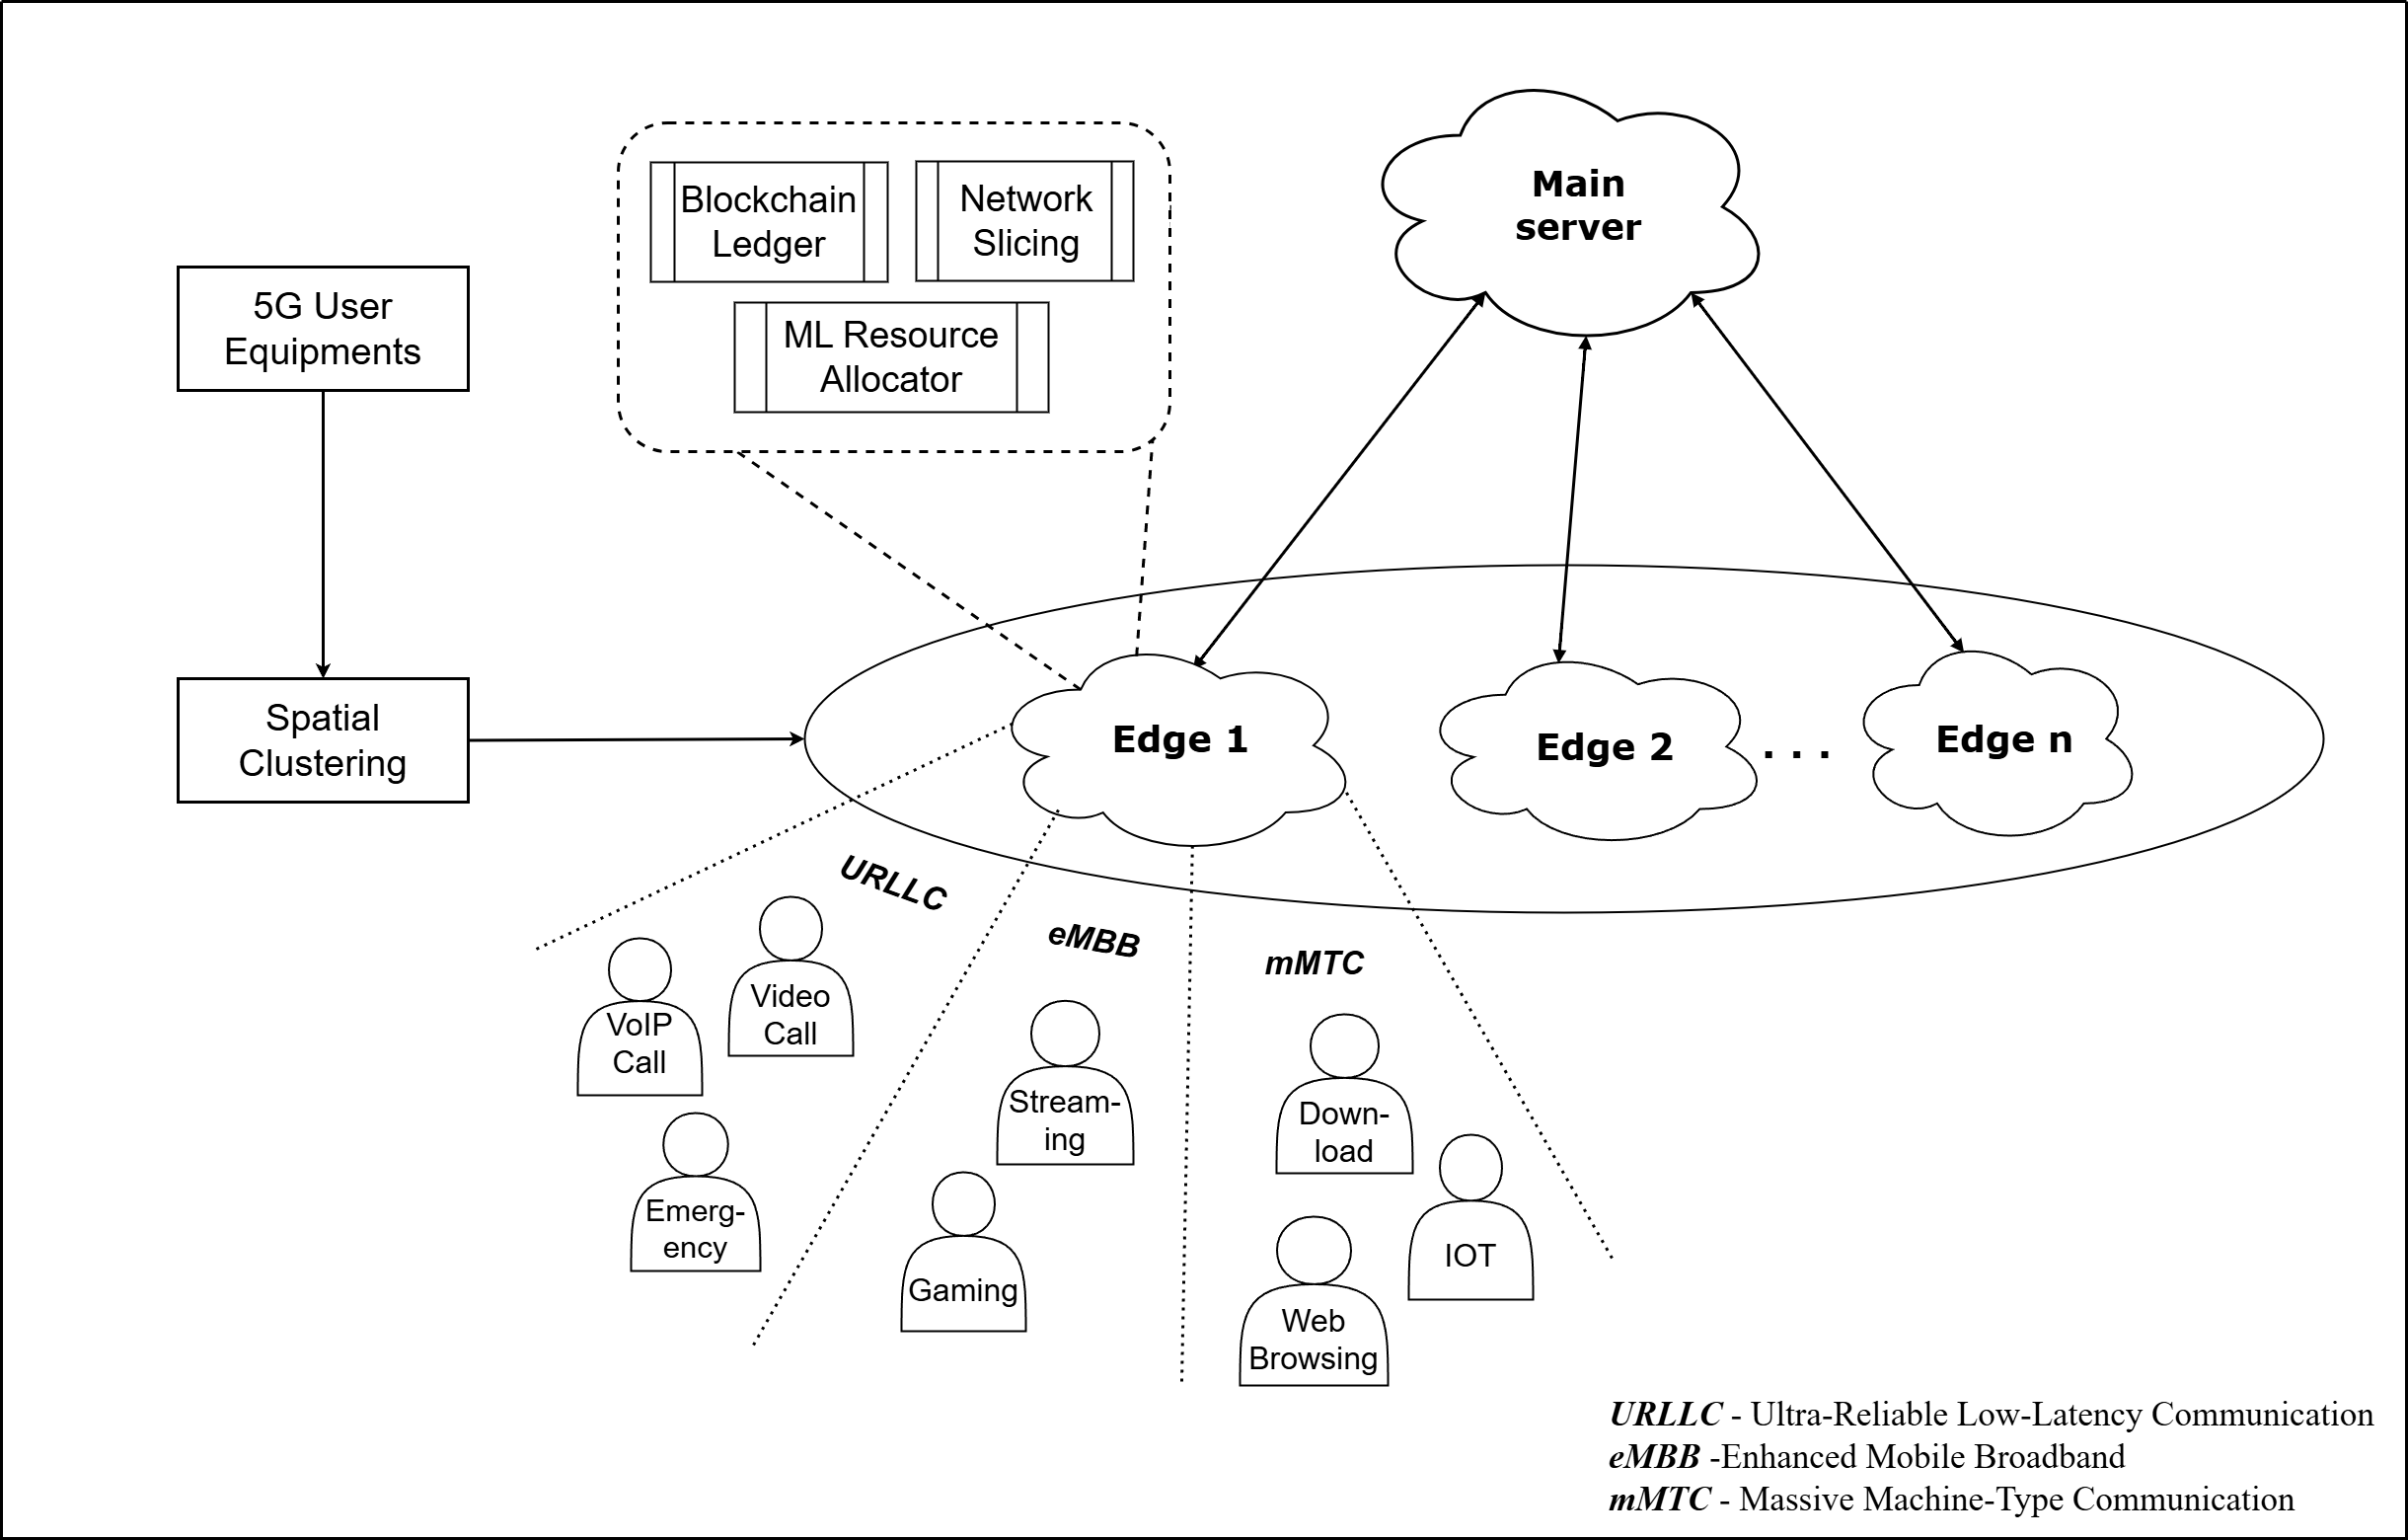 Blockchain
Ledger
Network
Slicing
ML Resource
Allocator
Main
server
5G User
Equipments
Spatial
Clustering
Edge 1
Edge 2
. . .
Edge n
URLLC
eMBB
mMTC
VoIP
Call
Video
Call
Emerg-
ency
Stream-
ing
Gaming
Down-
load
IOT
Web
Browsing
URLLC - Ultra-Reliable Low-Latency Communication
eMBB -Enhanced Mobile Broadband
mMTC - Massive Machine-Type Communication